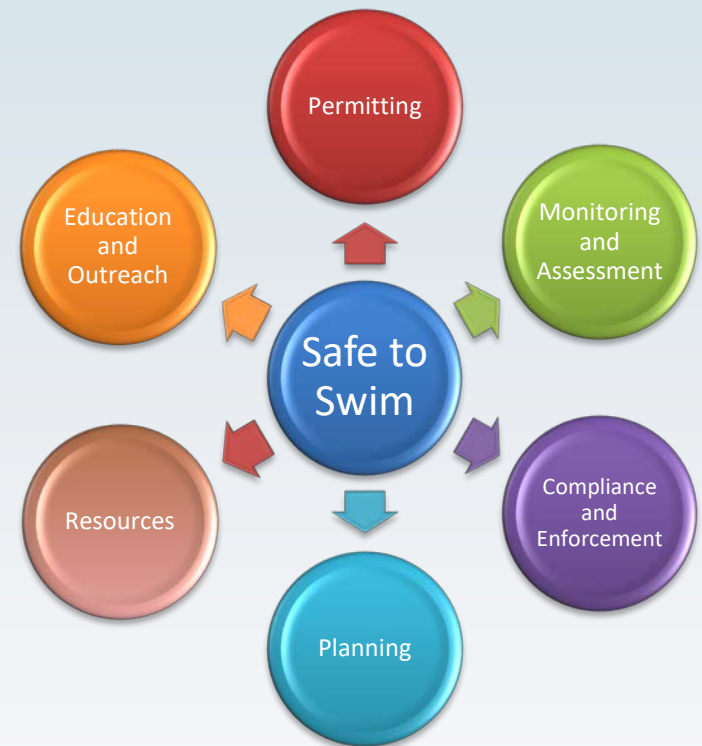 Permitting
Education
and
Outreach
Monitoring
and
Assessment
Safe to
Swim
Resources
Compliance
and
Enforcement
Planning